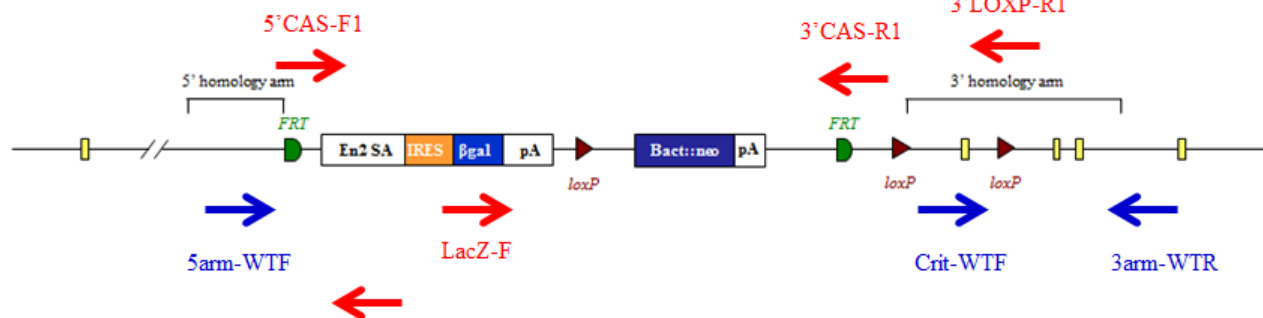 3'LOXP-R1
5'CAS-F1
3'CAS-R1
5' homology arm
3' homology arm
FRT
FRT
En2 SA IRES βgal pA
Bact::neo pA
loxP
loxP
loxP
5arm-WTF
LacZ-F
Crit-WTF
3arm-WTR